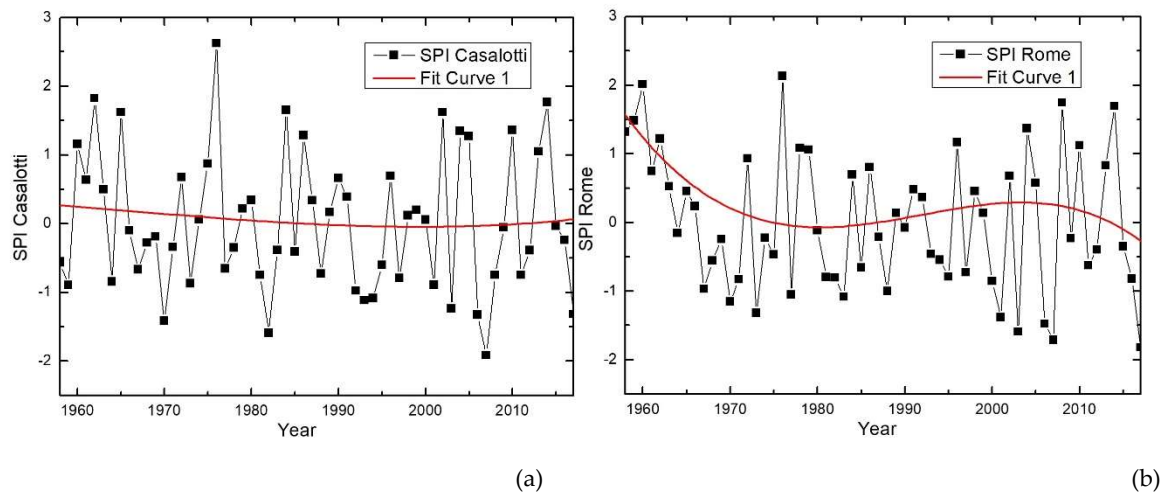 3
2
1
0
-1
-2
SPI Casalotti
SPI Casalotti
Fit Curve 1
1960 1970 1980 1990 2000 2010
Year
(a)
3
2
1
0
-1
-2
SPI Rome
SPI Rome
Fit Curve 1
1960 1970 1980 1990 2000 2010
Year
(b)